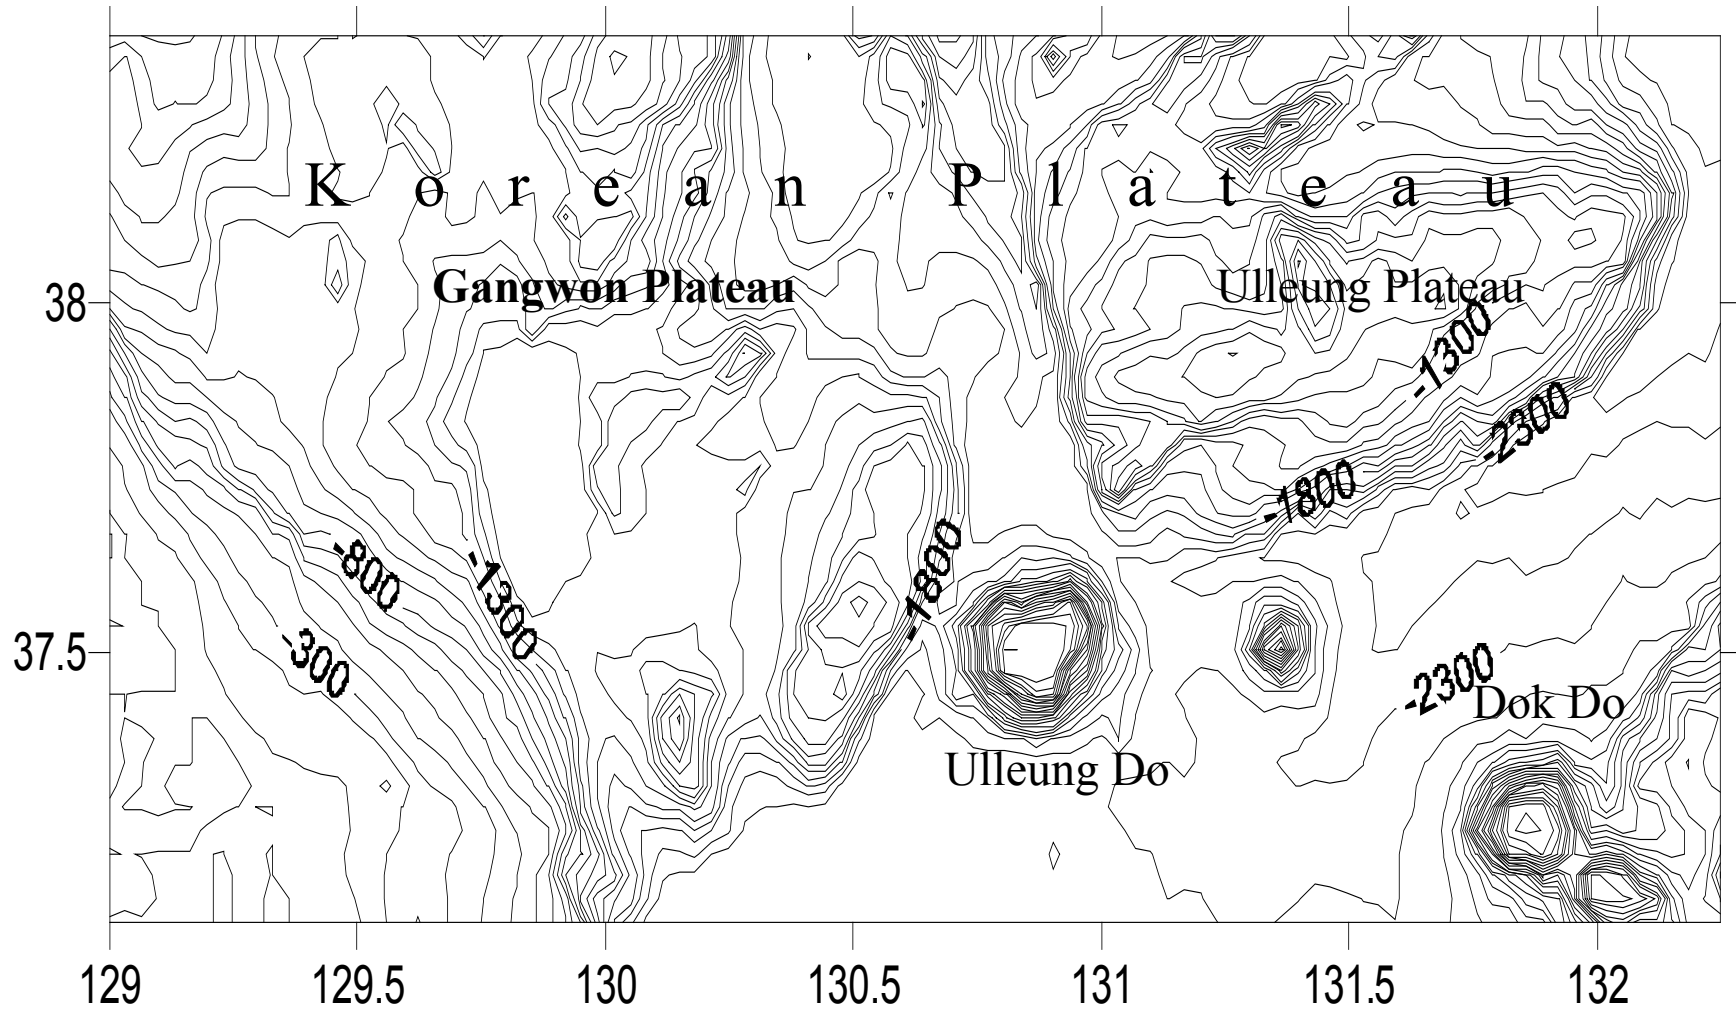 Korean Plateau
Gangwon Plateau
Ulleung Plateau
38
-1300
-2300
-1800
-800
-1300
-1800
-300
37.5
-2300
Dok Do
Ulleung Do
129 129.5 130 130.5 131 131.5 132